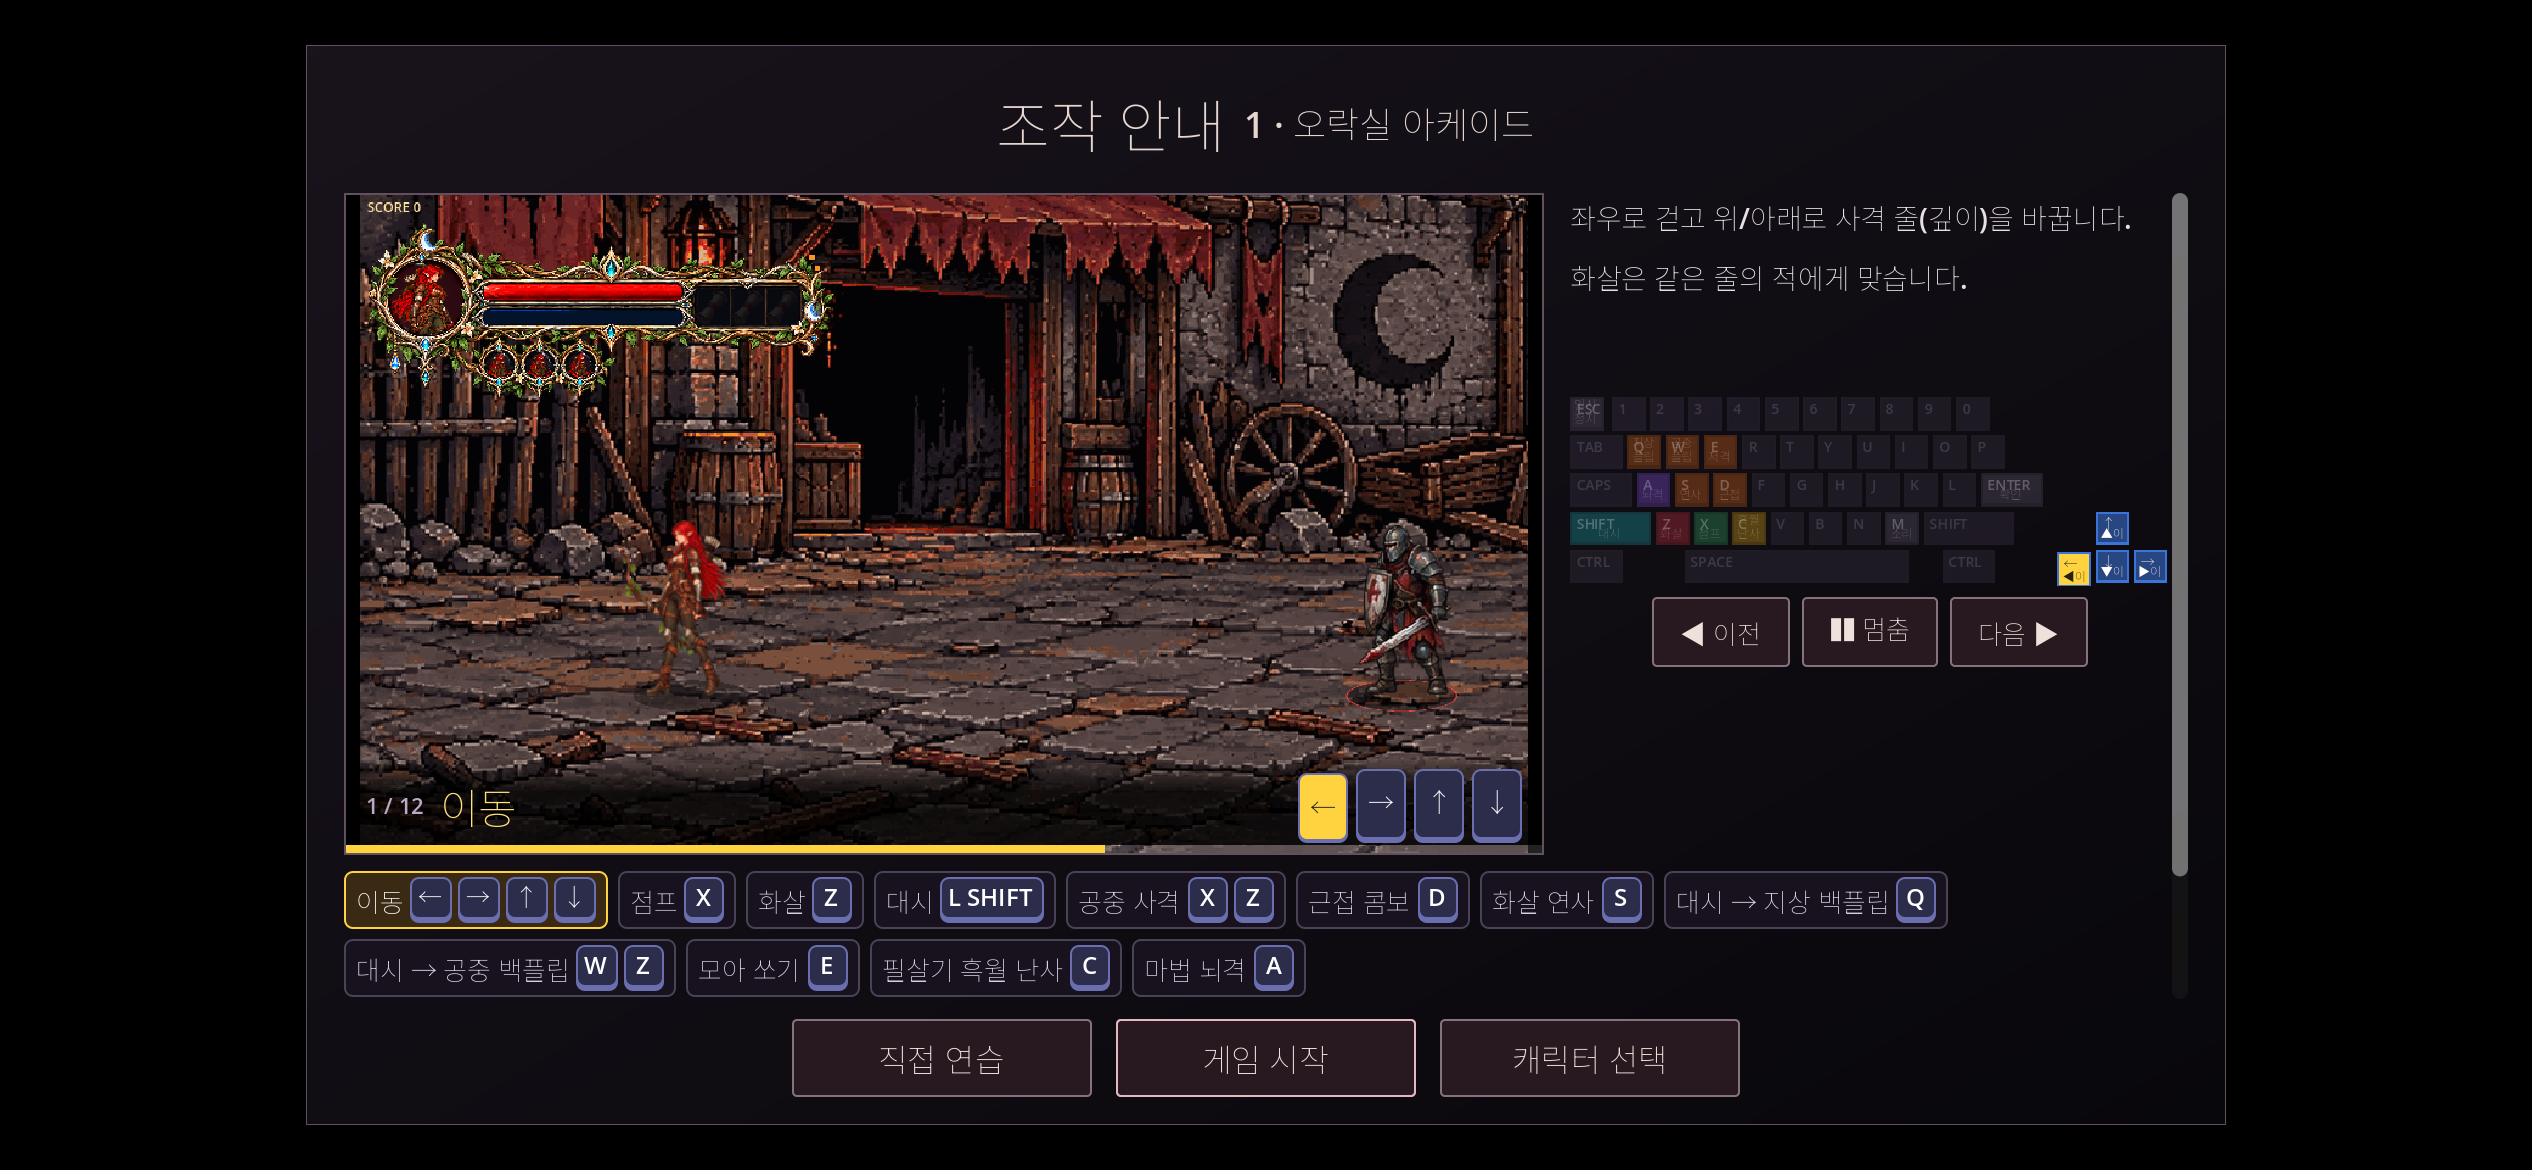 조작 안내 1 · 오락실 아케이드
SCORE 0
1 / 12 이동 ← → ↑ ↓
좌우로 걷고 위/아래로 사격 줄(깊이)을 바꿉니다.
화살은 같은 줄의 적에게 맞습니다.
ESC 1 2 3 4 5 6 7 8 9 0
TAB Q W E R T Y U I O P
CAPS A S D F G H J K L ENTER
SHIFT Z X C V B N M SHIFT ↑
CTRL SPACE CTRL ← ↓ →
◀ 이전 멈춤 다음 ▶
이동 ← → ↑ ↓ 점프 X 화살 Z 대시 L SHIFT 공중 사격 X Z 근접 콤보 D 화살 연사 S 대시 → 지상 백플립 Q
대시 → 공중 백플립 W Z 모아 쏘기 E 필살기 흑월 난사 C 마법 뇌격 A
직접 연습 게임 시작 캐릭터 선택